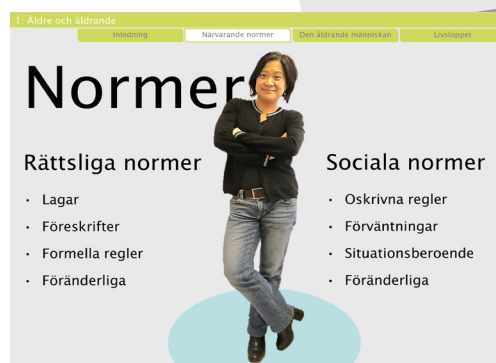 1: Äldre och åldrande
Inledning
Närvarande normer
Den åldrande människan
Livsloppet
Normer
Rättsliga normer
Lagar
Föreskrifter
Formella regler
Föränderliga
Sociala normer
Oskrivna regler
Förväntningar
Situationsberoende
Föränderliga